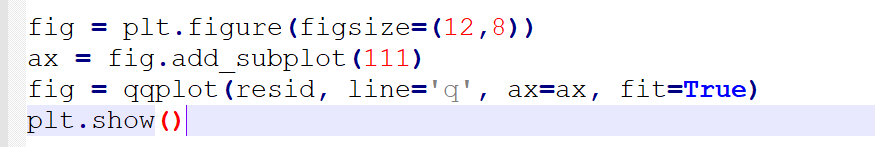 fig = plt.figure(figsize=(12,8))
ax = fig.add_subplot(111)
fig = qqplot(resid, line='q', ax=ax, fit=True)
plt.show()